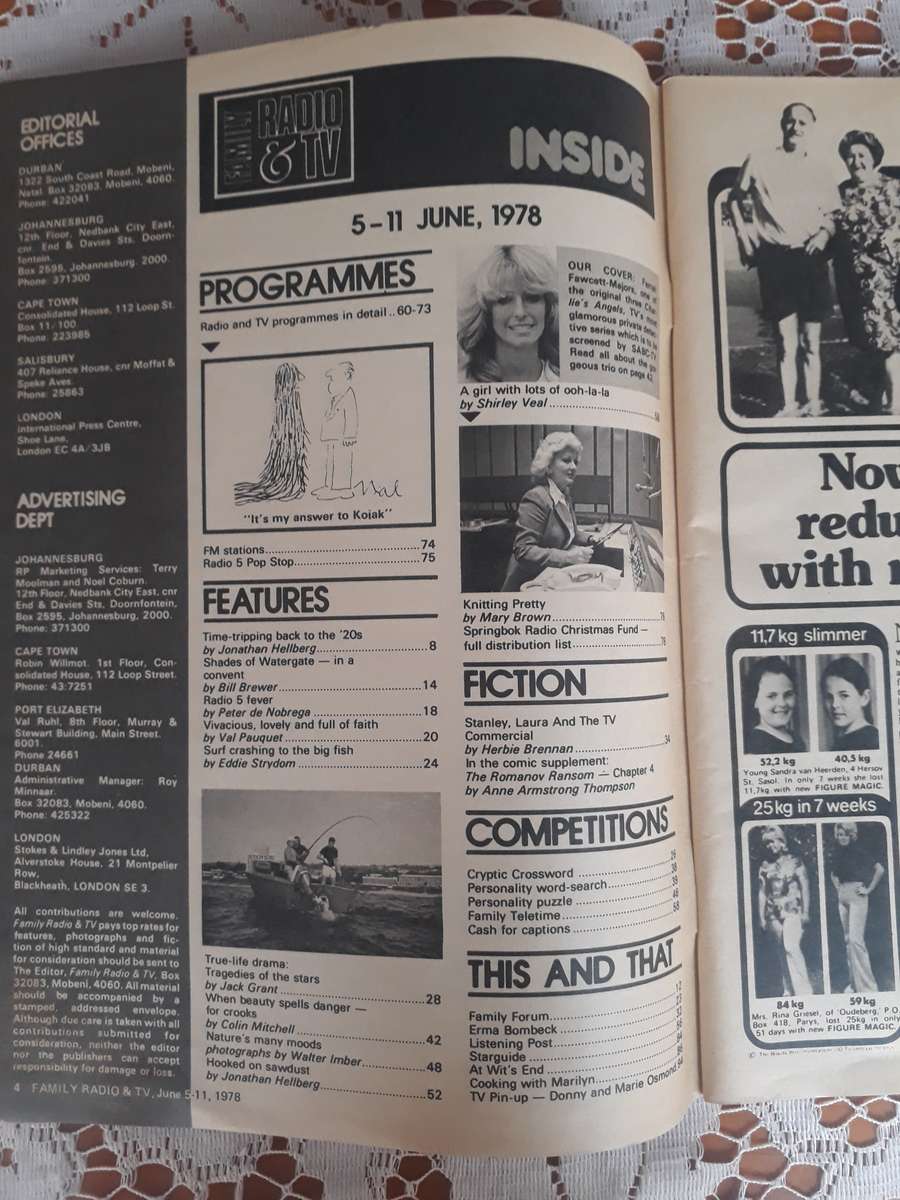 EDITORIAL
OFFICES
DURBAN
1322 South Coast Road, Mobeni,
Natal. Box 32083. Mobeni, 4060.
Phone: 422041
JOHANNESBURG
12th Floor, Nedbank City East,
cnr. End & Davies Sts. Doorn-
fontein.
Box 2595, Johannesburg. 2000.
Phone: 371300
CAPE TOWN
Consolidated House, 112 Loop St.
Box 11/100.
Phone: 223985
SALISBURY
407 Reliance House, cnr Moffat &
Speke Aves.
Phone: 25863
LONDON
International Press Centre,
Shoe Lane,
London EC 4A/3JB
ADVERTISING
DEPT
JOHANNESBURG
RP Marketing Services: Terry
Moolman and Noel Coburn.
12th Floor, Nedbank City East, cnr
End & Davies Sts, Doornfontein,
Box 2595, Johannesburg, 2000.
Phone: 371300
CAPE TOWN
Robin Willmot. 1st Floor, Con-
solidated House, 112 Loop Street.
Phone: 43:7251
PORT ELIZABETH
Val Ruhl, 8th Floor, Murray &
Stewart Building, Main Street.
6001.
Phone 24661
DURBAN
Administrative Manager: Roy
Minnaar.
Box 32083, Mobeni, 4060.
Phone: 425322
LONDON
Stokes & Lindley Jones Ltd,
Alverstoke House, 21 Montpelier
Row,
Blackheath, LONDON SE 3.
All contributions are welcome.
Family Radio & TV pays top rates for
features, photographs and fic-
tion of high standard and material
for consideration should be sent to
The Editor, Family Radio & TV, Box
32083, Mobeni, 4060. All material
should be accompanied by a
stamped, addressed envelope.
Although due care is taken with all
contributions submitted for
consideration, neither the editor
nor the publishers can accept
responsibility for damage or loss.
4 FAMILY RADIO & TV, June 5-11, 1978
FAMILY
RADIO
& TV
INSIDE
5-11 JUNE, 1978
PROGRAMMES
Radio and TV programmes in detail ..60-73
"It's my answer to Kojak"
FM stations.....74
Radio 5 Pop Stop.....75
FEATURES
Time-tripping back to the '20s
by Jonathan Hellberg.....8
Shades of Watergate — in a
convent
by Bill Brewer.....14
Radio 5 fever
by Peter de Nobrega.....18
Vivacious, lovely and full of faith
by Val Pauquet.....20
Surf crashing to the big fish
by Eddie Strydom.....24
True-life drama:
Tragedies of the stars
by Jack Grant.....28
When beauty spells danger —
for crooks
by Colin Mitchell.....42
Nature's many moods
photographs by Walter Imber.....48
Hooked on sawdust
by Jonathan Hellberg.....52
OUR COVER:
Fawcett-Majors, one
the original three
lie's Angels, TV's
glamorous private
tive series which is to
screened by SABC-TV
Read all about the
geous trio on page 42.
A girl with lots of ooh-la-la
by Shirley Veal.....
Knitting Pretty
by Mary Brown.....
Springbok Radio Christmas Fund —
full distribution list.....
FICTION
Stanley, Laura And The TV
Commercial
by Herbie Brennan.....34
In the comic supplement:
The Romanov Ransom — Chapter 4
by Anne Armstrong Thompson
COMPETITIONS
Cryptic Crossword.....26
Personality word-search.....38
Personality puzzle.....39
Family Teletime.....46
Cash for captions.....58
THIS AND THAT
Family Forum.....12
Erma Bombeck.....
Listening Post.....
Starguide.....
At Wit's End.....
Cooking with Marilyn.....
TV Pin-up — Donny and Marie Osmond
Nov
redu
with
11,7kg slimmer
52,2 kg
40,5 kg
Young Sandra van Heerden, 4 Hersov
St. Sasol. In only 7 weeks she lost
11,7kg with new FIGURE MAGIC.
25kg in 7 weeks
84 kg
59 kg
Mrs. Rina Griesel, of 'Oudeberg', P.O.
Box 418, Parys, lost 25kg in only
51 days with new FIGURE MAGIC.